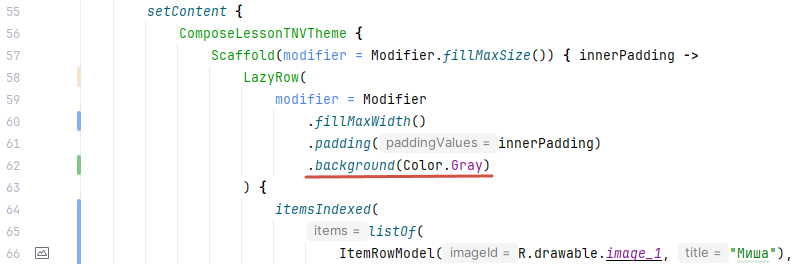 55 setContent {
56 ComposeLessonTNVTheme {
57 Scaffold(modifier = Modifier.fillMaxSize()) { innerPadding ->
58 LazyRow(
59 modifier = Modifier
60 .fillMaxWidth()
61 .padding( paddingValues = innerPadding)
62 .background(Color.Gray)
63 ) {
64 itemsIndexed(
65 items = listOf(
66 ItemRowModel( imageId = R.drawable.image_1, title = "Миша"),